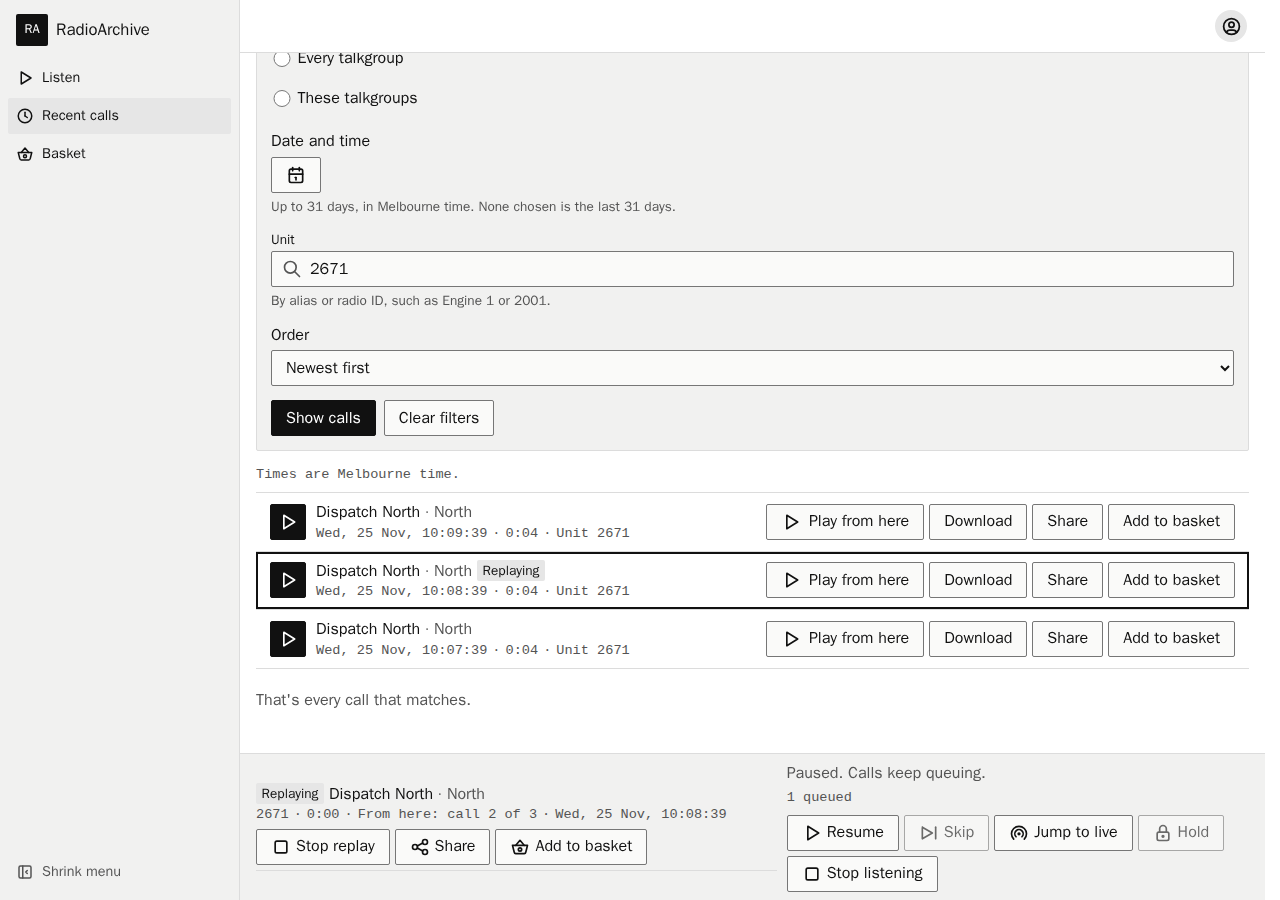 RA RadioArchive
Listen
Recent calls
Basket
Shrink menu
Every talkgroup
These talkgroups
Date and time
Up to 31 days, in Melbourne time. None chosen is the last 31 days.
Unit
2671
By alias or radio ID, such as Engine 1 or 2001.
Order
Newest first
Show calls Clear filters
Times are Melbourne time.
Dispatch North · North
Wed, 25 Nov, 10:09:39 · 0:04 · Unit 2671
Play from here Download Share Add to basket
Dispatch North · North Replaying
Wed, 25 Nov, 10:08:39 · 0:04 · Unit 2671
Play from here Download Share Add to basket
Dispatch North · North
Wed, 25 Nov, 10:07:39 · 0:04 · Unit 2671
Play from here Download Share Add to basket
That's every call that matches.
Replaying Dispatch North · North
2671 · 0:00 · From here: call 2 of 3 · Wed, 25 Nov, 10:08:39
Stop replay Share Add to basket
Paused. Calls keep queuing.
1 queued
Resume Skip Jump to live Hold
Stop listening